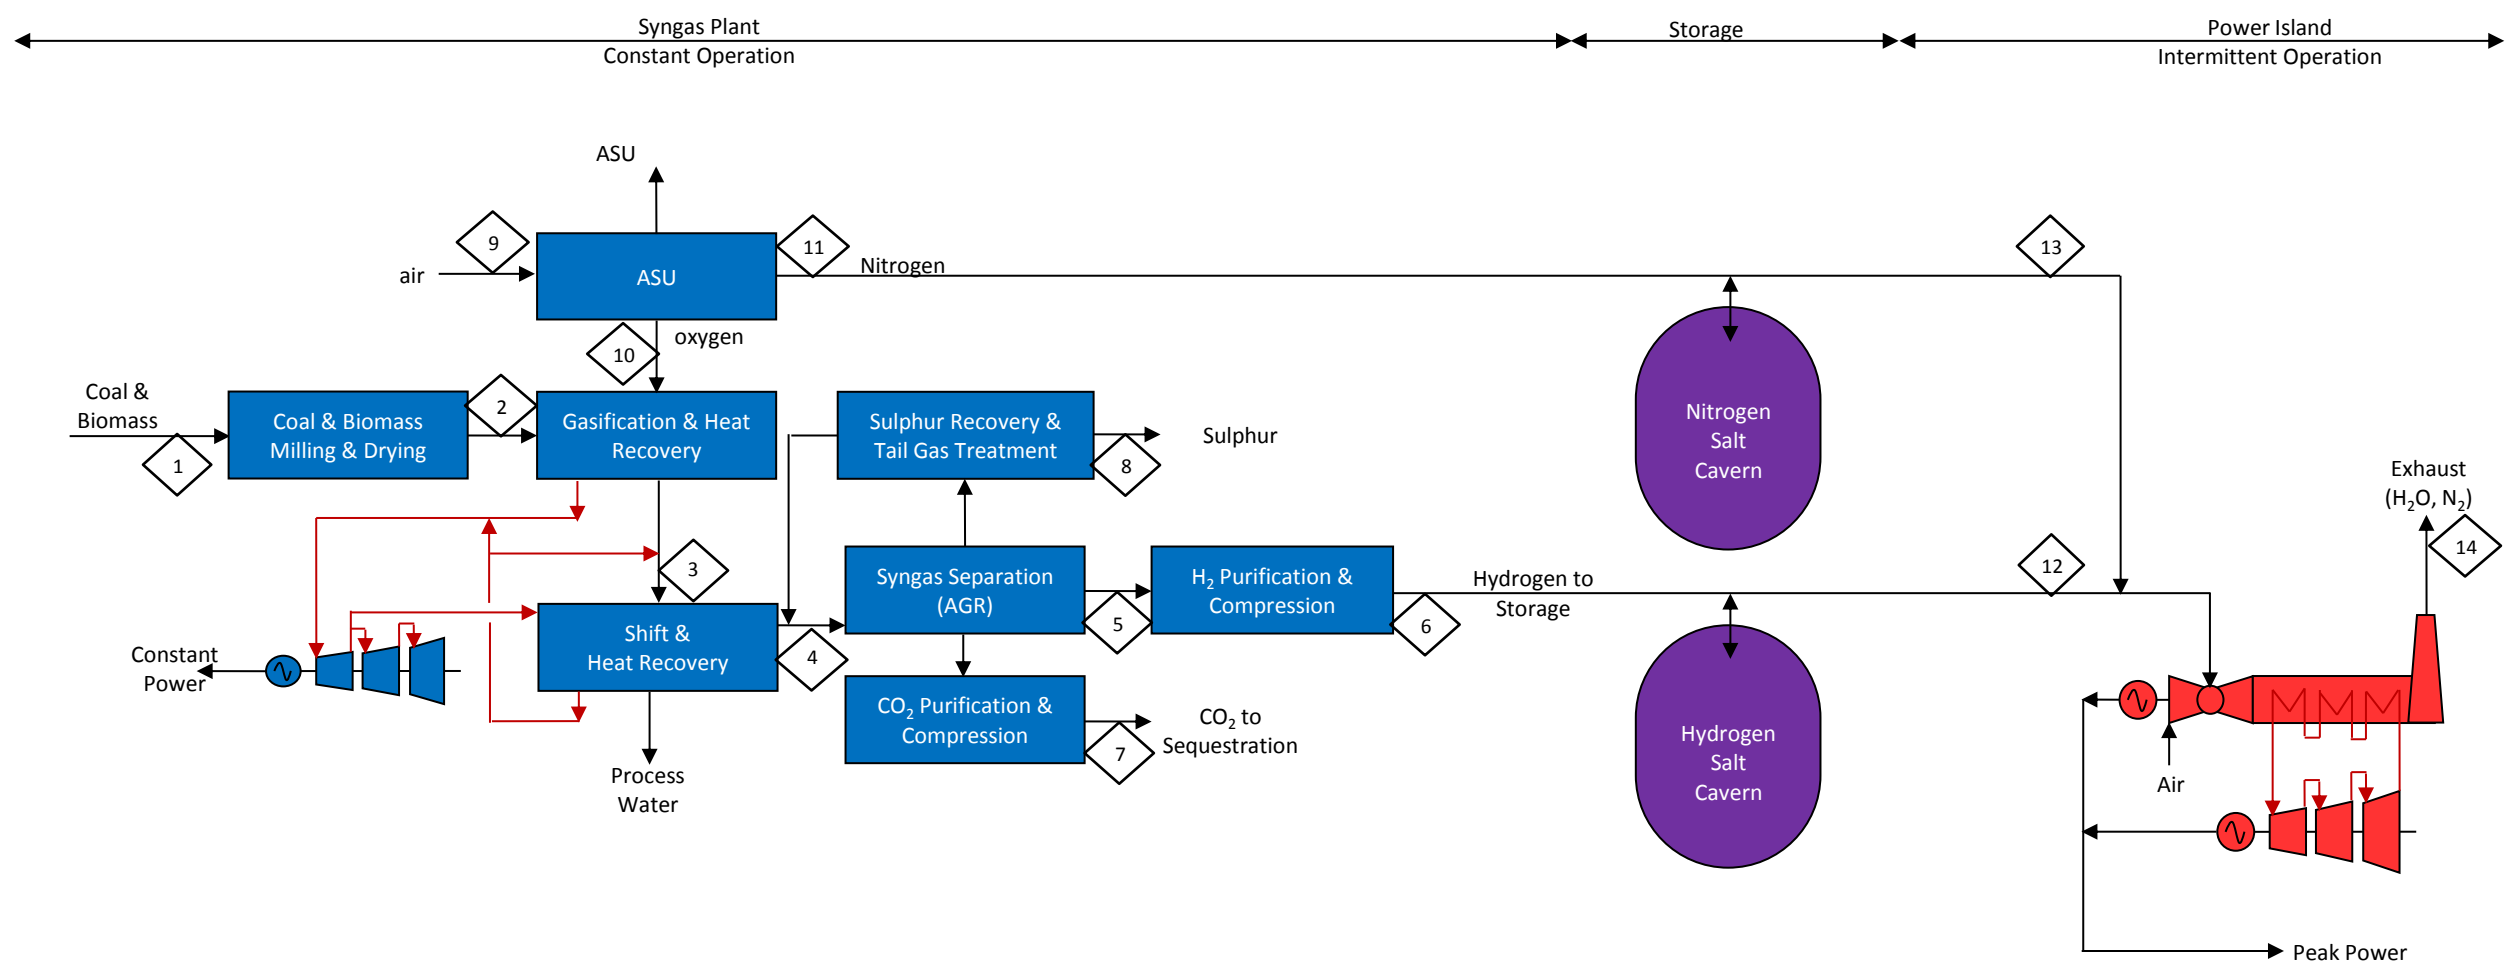 Syngas Plant
Constant Operation
Storage
Power Island
Intermittent Operation
ASU
9
11
13
air
ASU
Nitrogen
10
oxygen
Coal &
Biomass
1
Coal & Biomass
Milling & Drying
2
Gasification & Heat
Recovery
Sulphur Recovery &
Tail Gas Treatment
8
Sulphur
Nitrogen
Salt
Cavern
Exhaust
(H₂O, N₂)
14
3
Syngas Separation
(AGR)
5
H₂ Purification &
Compression
6
Hydrogen to
Storage
12
Constant
Power
Shift &
Heat Recovery
4
CO₂ Purification &
Compression
7
CO₂ to
Sequestration
Hydrogen
Salt
Cavern
Process
Water
Air
Peak Power